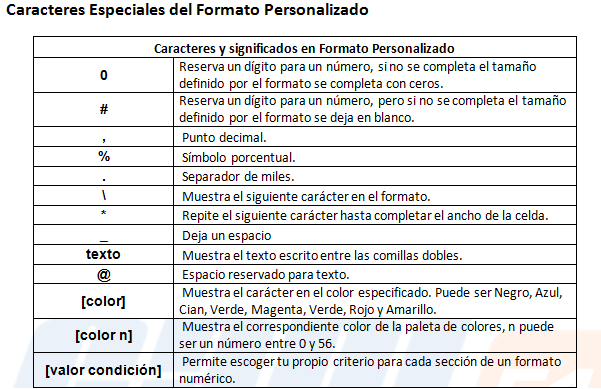 Caracteres Especiales del Formato Personalizado
Caracteres y significados en Formato Personalizado
0 Reserva un dígito para un número, si no se completa el tamaño
definido por el formato se completa con ceros.
# Reserva un dígito para un número, pero si no se completa el tamaño
definido por el formato se deja en blanco.
, Punto decimal.
% Símbolo porcentual.
. Separador de miles.
\ Muestra el siguiente carácter en el formato.
* Repite el siguiente carácter hasta completar el ancho de la celda.
_ Deja un espacio
texto Muestra el texto escrito entre las comillas dobles.
@ Espacio reservado para texto.
[color] Muestra el carácter en el color especificado. Puede ser Negro, Azul,
Cian, Verde, Magenta, Verde, Rojo y Amarillo.
[color n] Muestra el correspondiente color de la paleta de colores, n puede
ser un número entre 0 y 56.
[valor condición] Permite escoger tu propio criterio para cada sección de un formato
numérico.